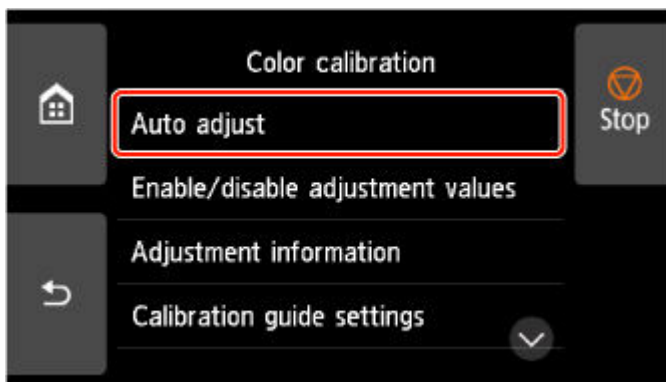 Color calibration
Auto adjust
Stop
Enable/disable adjustment values
Adjustment information
Calibration guide settings